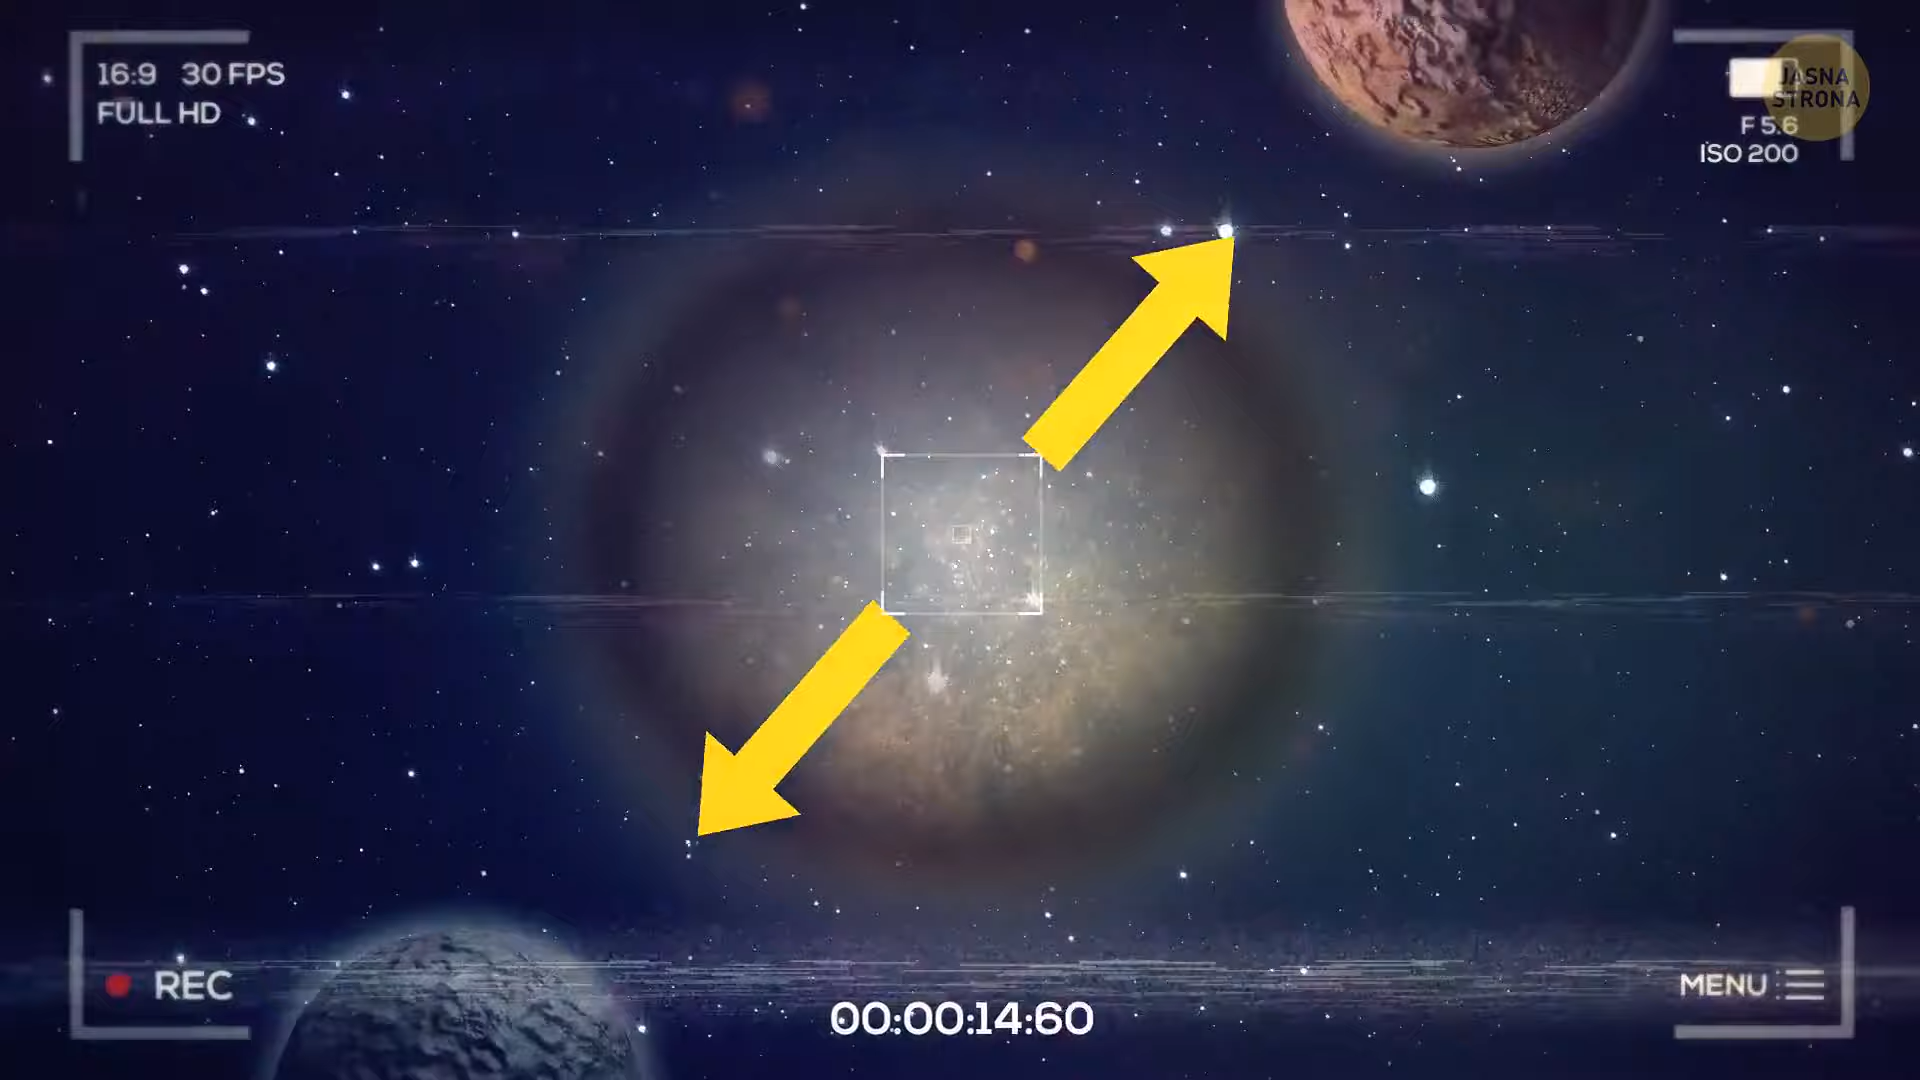 16:9 30 FPS
FULL HD
JASNA
STRONA
F 5.6
ISO 200
REC
00:00:14:60
MENU